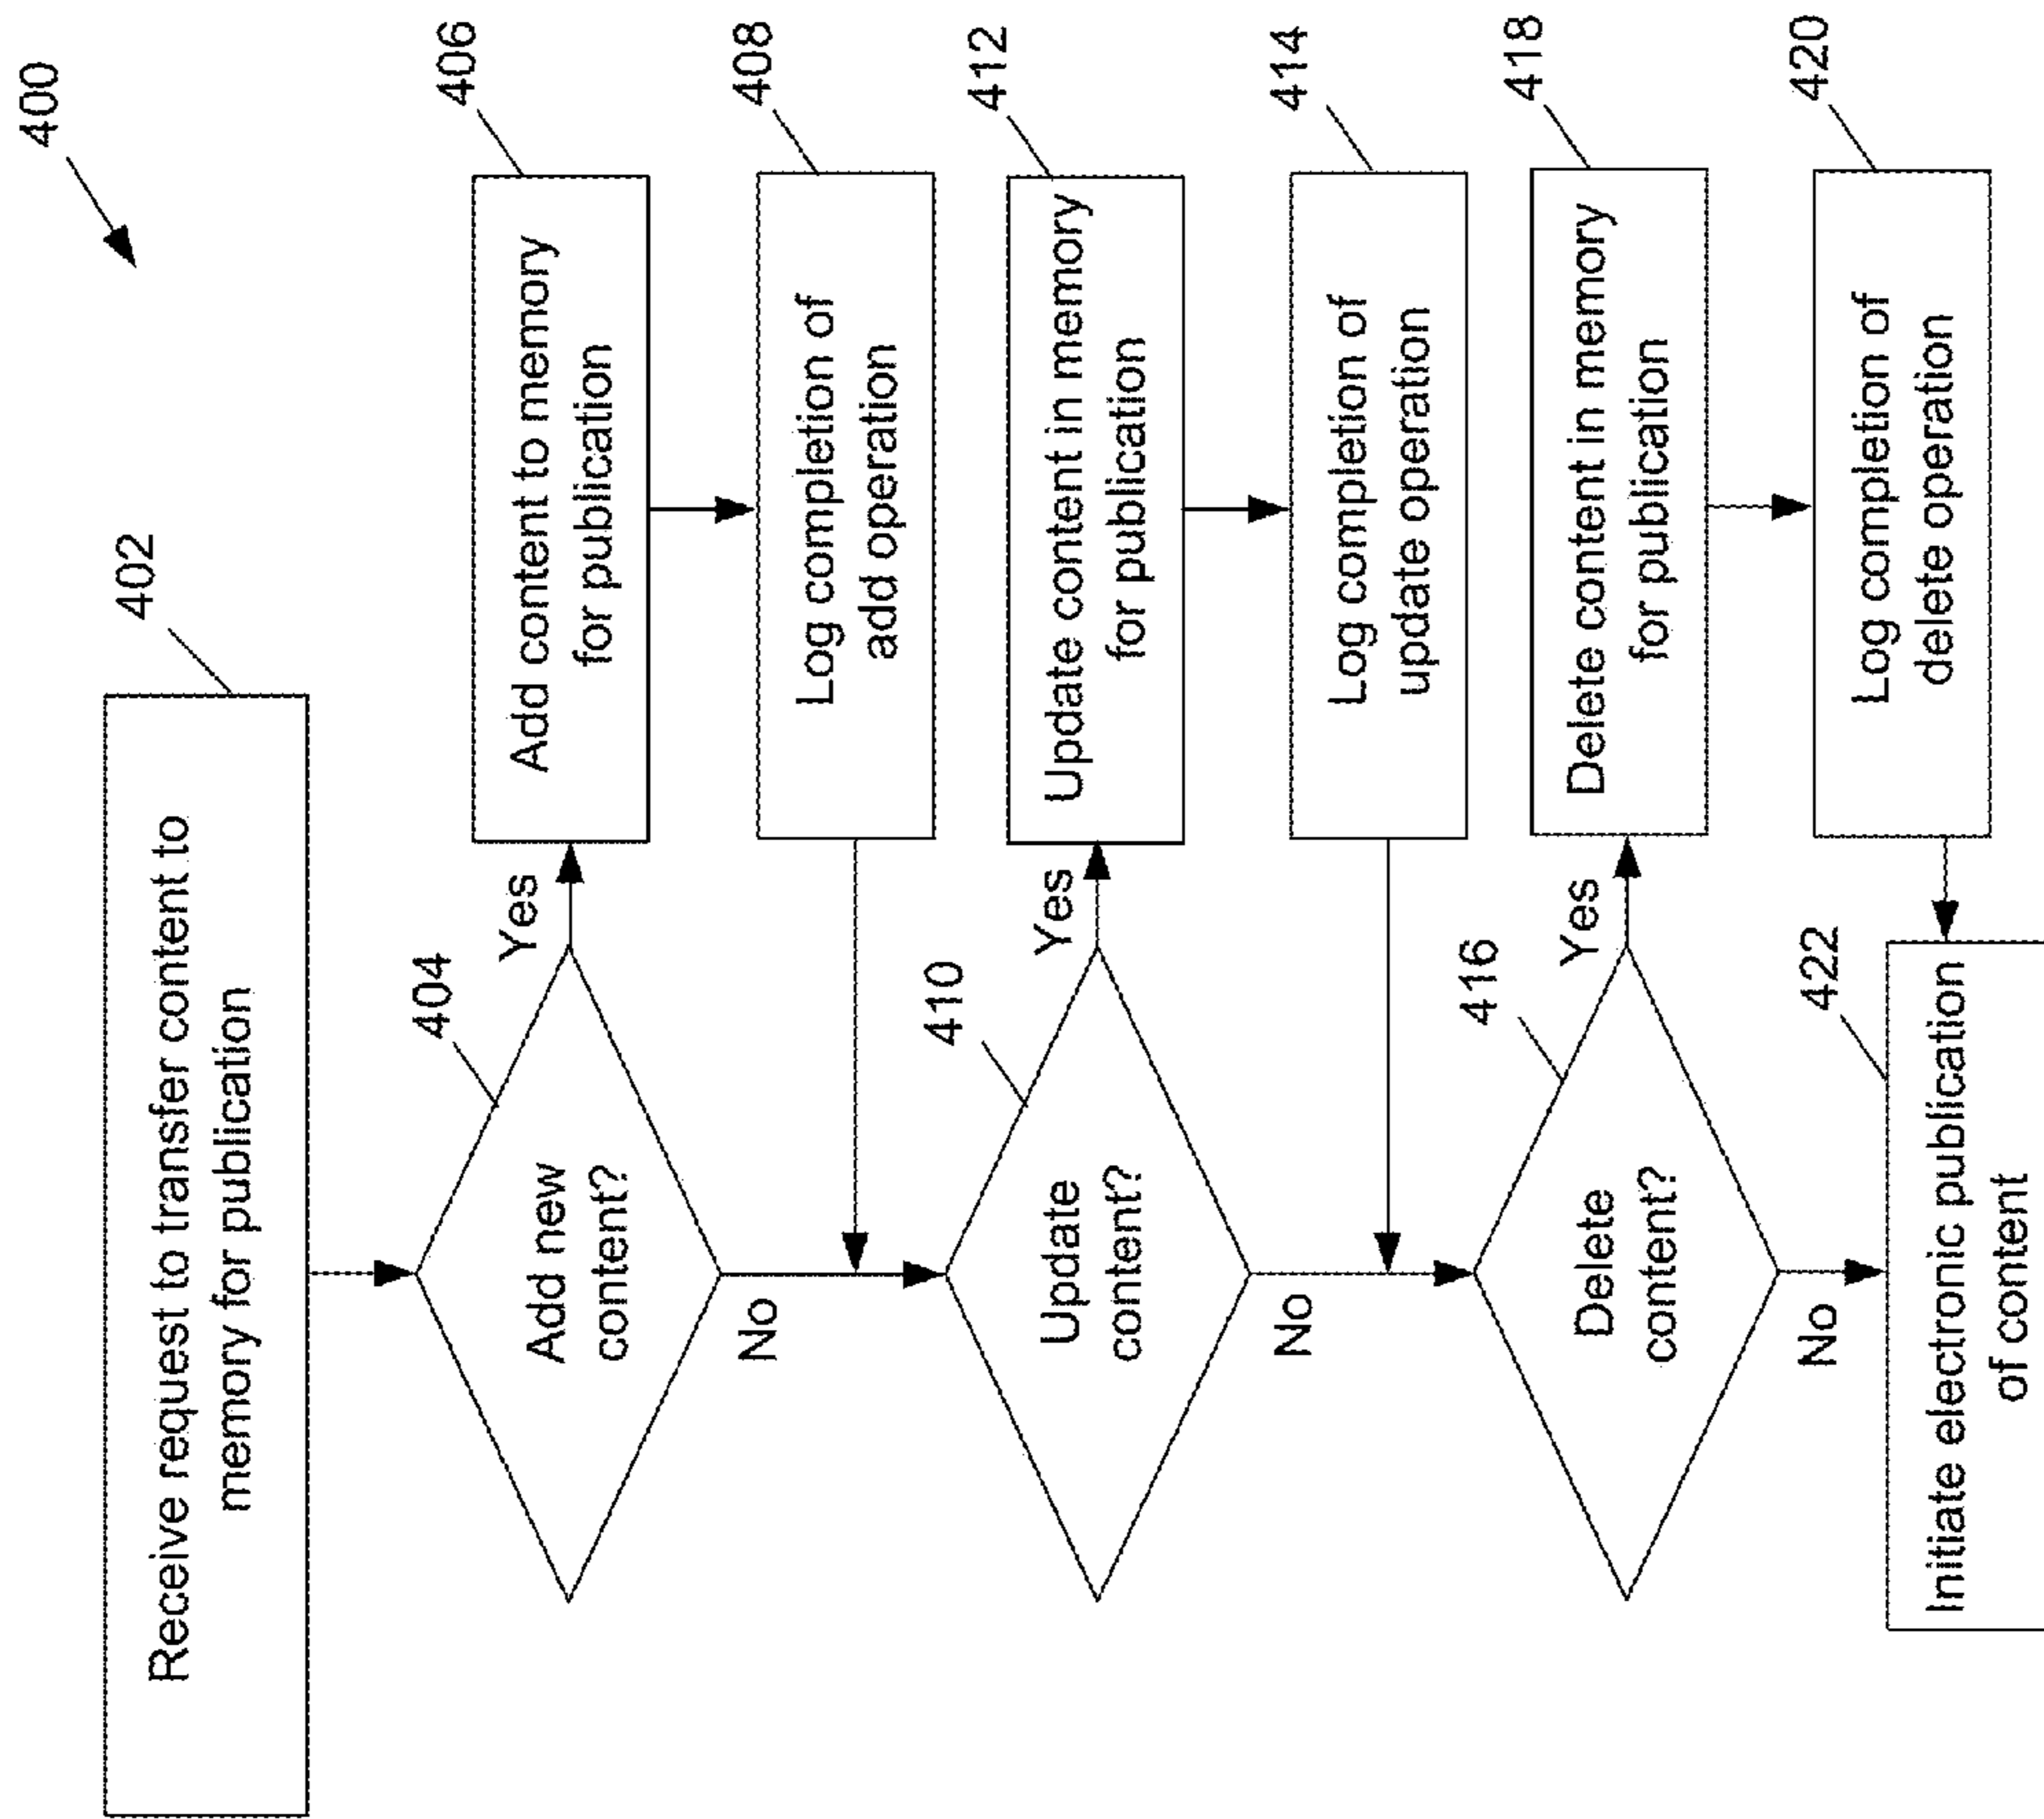 400
402
Receive request to transfer content to
memory for publication
404
Add new
content?
Yes
No
406
Add content to memory
for publication
408
Log completion of
add operation
410
Update
content?
Yes
No
412
Update content in memory
for publication
414
Log completion of
update operation
416
Delete
content?
Yes
No
418
Delete content in memory
for publication
420
Log completion of
delete operation
422
Initiate electronic publication
of content